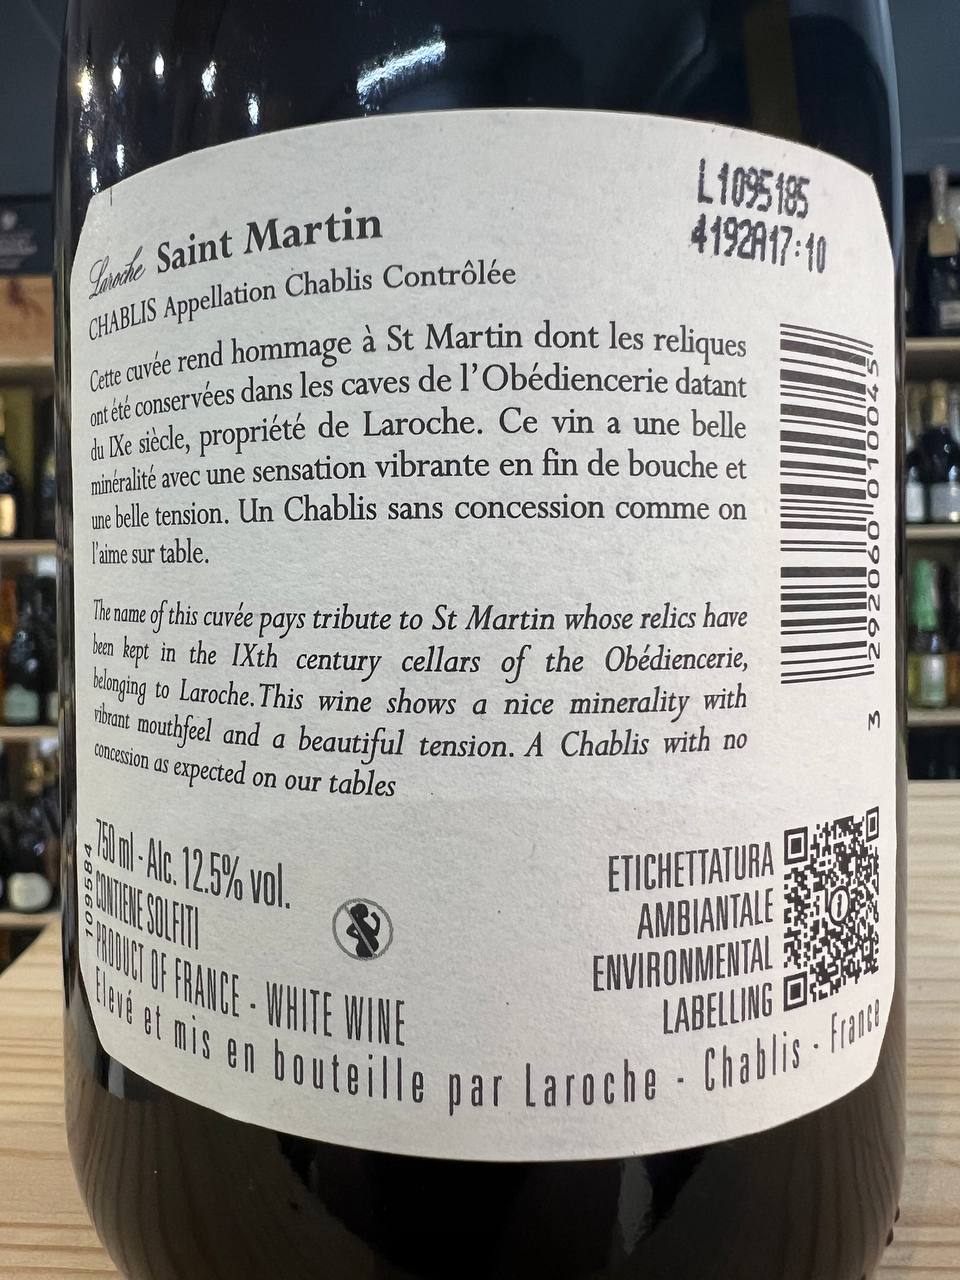 L1095185
4192A17:10
Laroche Saint Martin
CHABLIS Appellation Chablis Contrôlée
Cette cuvée rend hommage à St Martin dont les reliques
ont été conservées dans les caves de l'Obédiencerie datant
du IXe siècle, propriété de Laroche. Ce vin a une belle
minéralité avec une sensation vibrante en fin de bouche et
une belle tension. Un Chablis sans concession comme on
l'aime sur table.
The name of this cuvée pays tribute to St Martin whose relics have
been kept in the IXth century cellars of the Obédiencerie,
belonging to Laroche. This wine shows a nice minerality with
vibrant mouthfeel and a beautiful tension. A Chablis with no
concession as expected on our tables
3 292060 010045
109584
750 ml - Alc. 12.5% vol.
CONTIENE SOLFITI
PRODUCT OF FRANCE - WHITE WINE
ETICHETTATURA
AMBIANTALE
ENVIRONMENTAL
LABELLING
Elevé et mis en bouteille par Laroche - Chablis - France